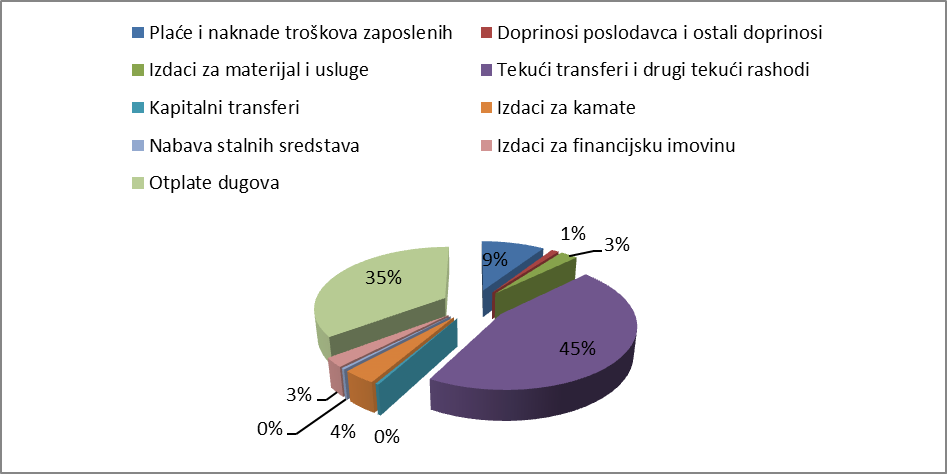 Plaće i naknade troškova zaposlenih
Doprinosi poslodavca i ostali doprinosi
Izdaci za materijal i usluge
Tekući transferi i drugi tekući rashodi
Kapitalni transferi
Izdaci za kamate
Nabava stalnih sredstava
Izdaci za financijsku imovinu
Otplate dugova
9%
1%
3%
45%
0%
4%
0%
3%
35%